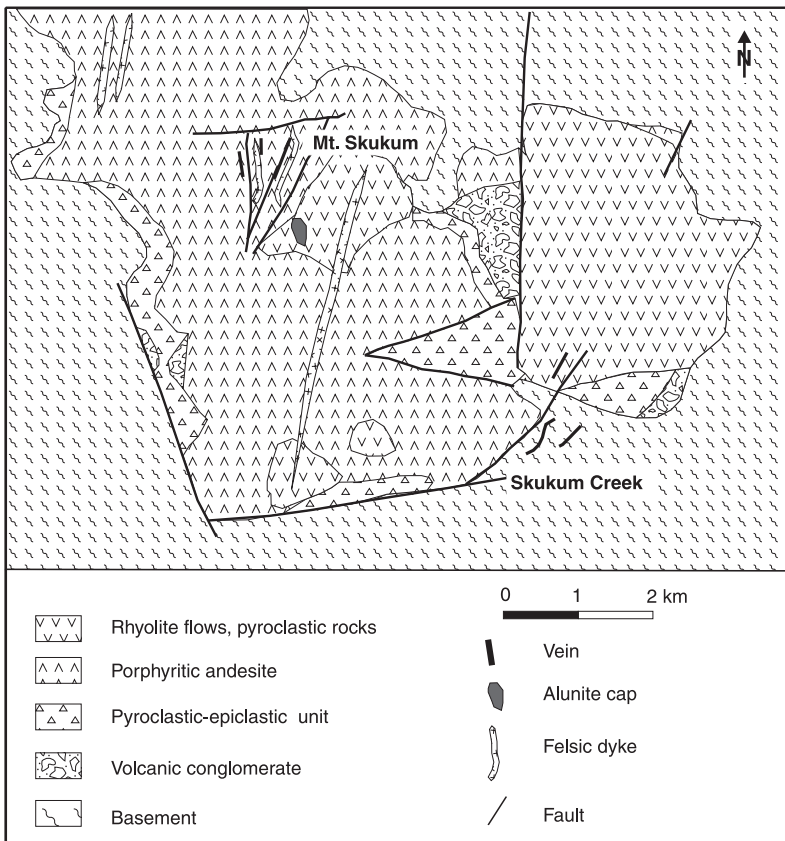 N
Mt. Skukum
Skukum Creek
0 1 2 km
Rhyolite flows, pyroclastic rocks
Porphyritic andesite
Pyroclastic-epiclastic unit
Volcanic conglomerate
Basement
Vein
Alunite cap
Felsic dyke
Fault